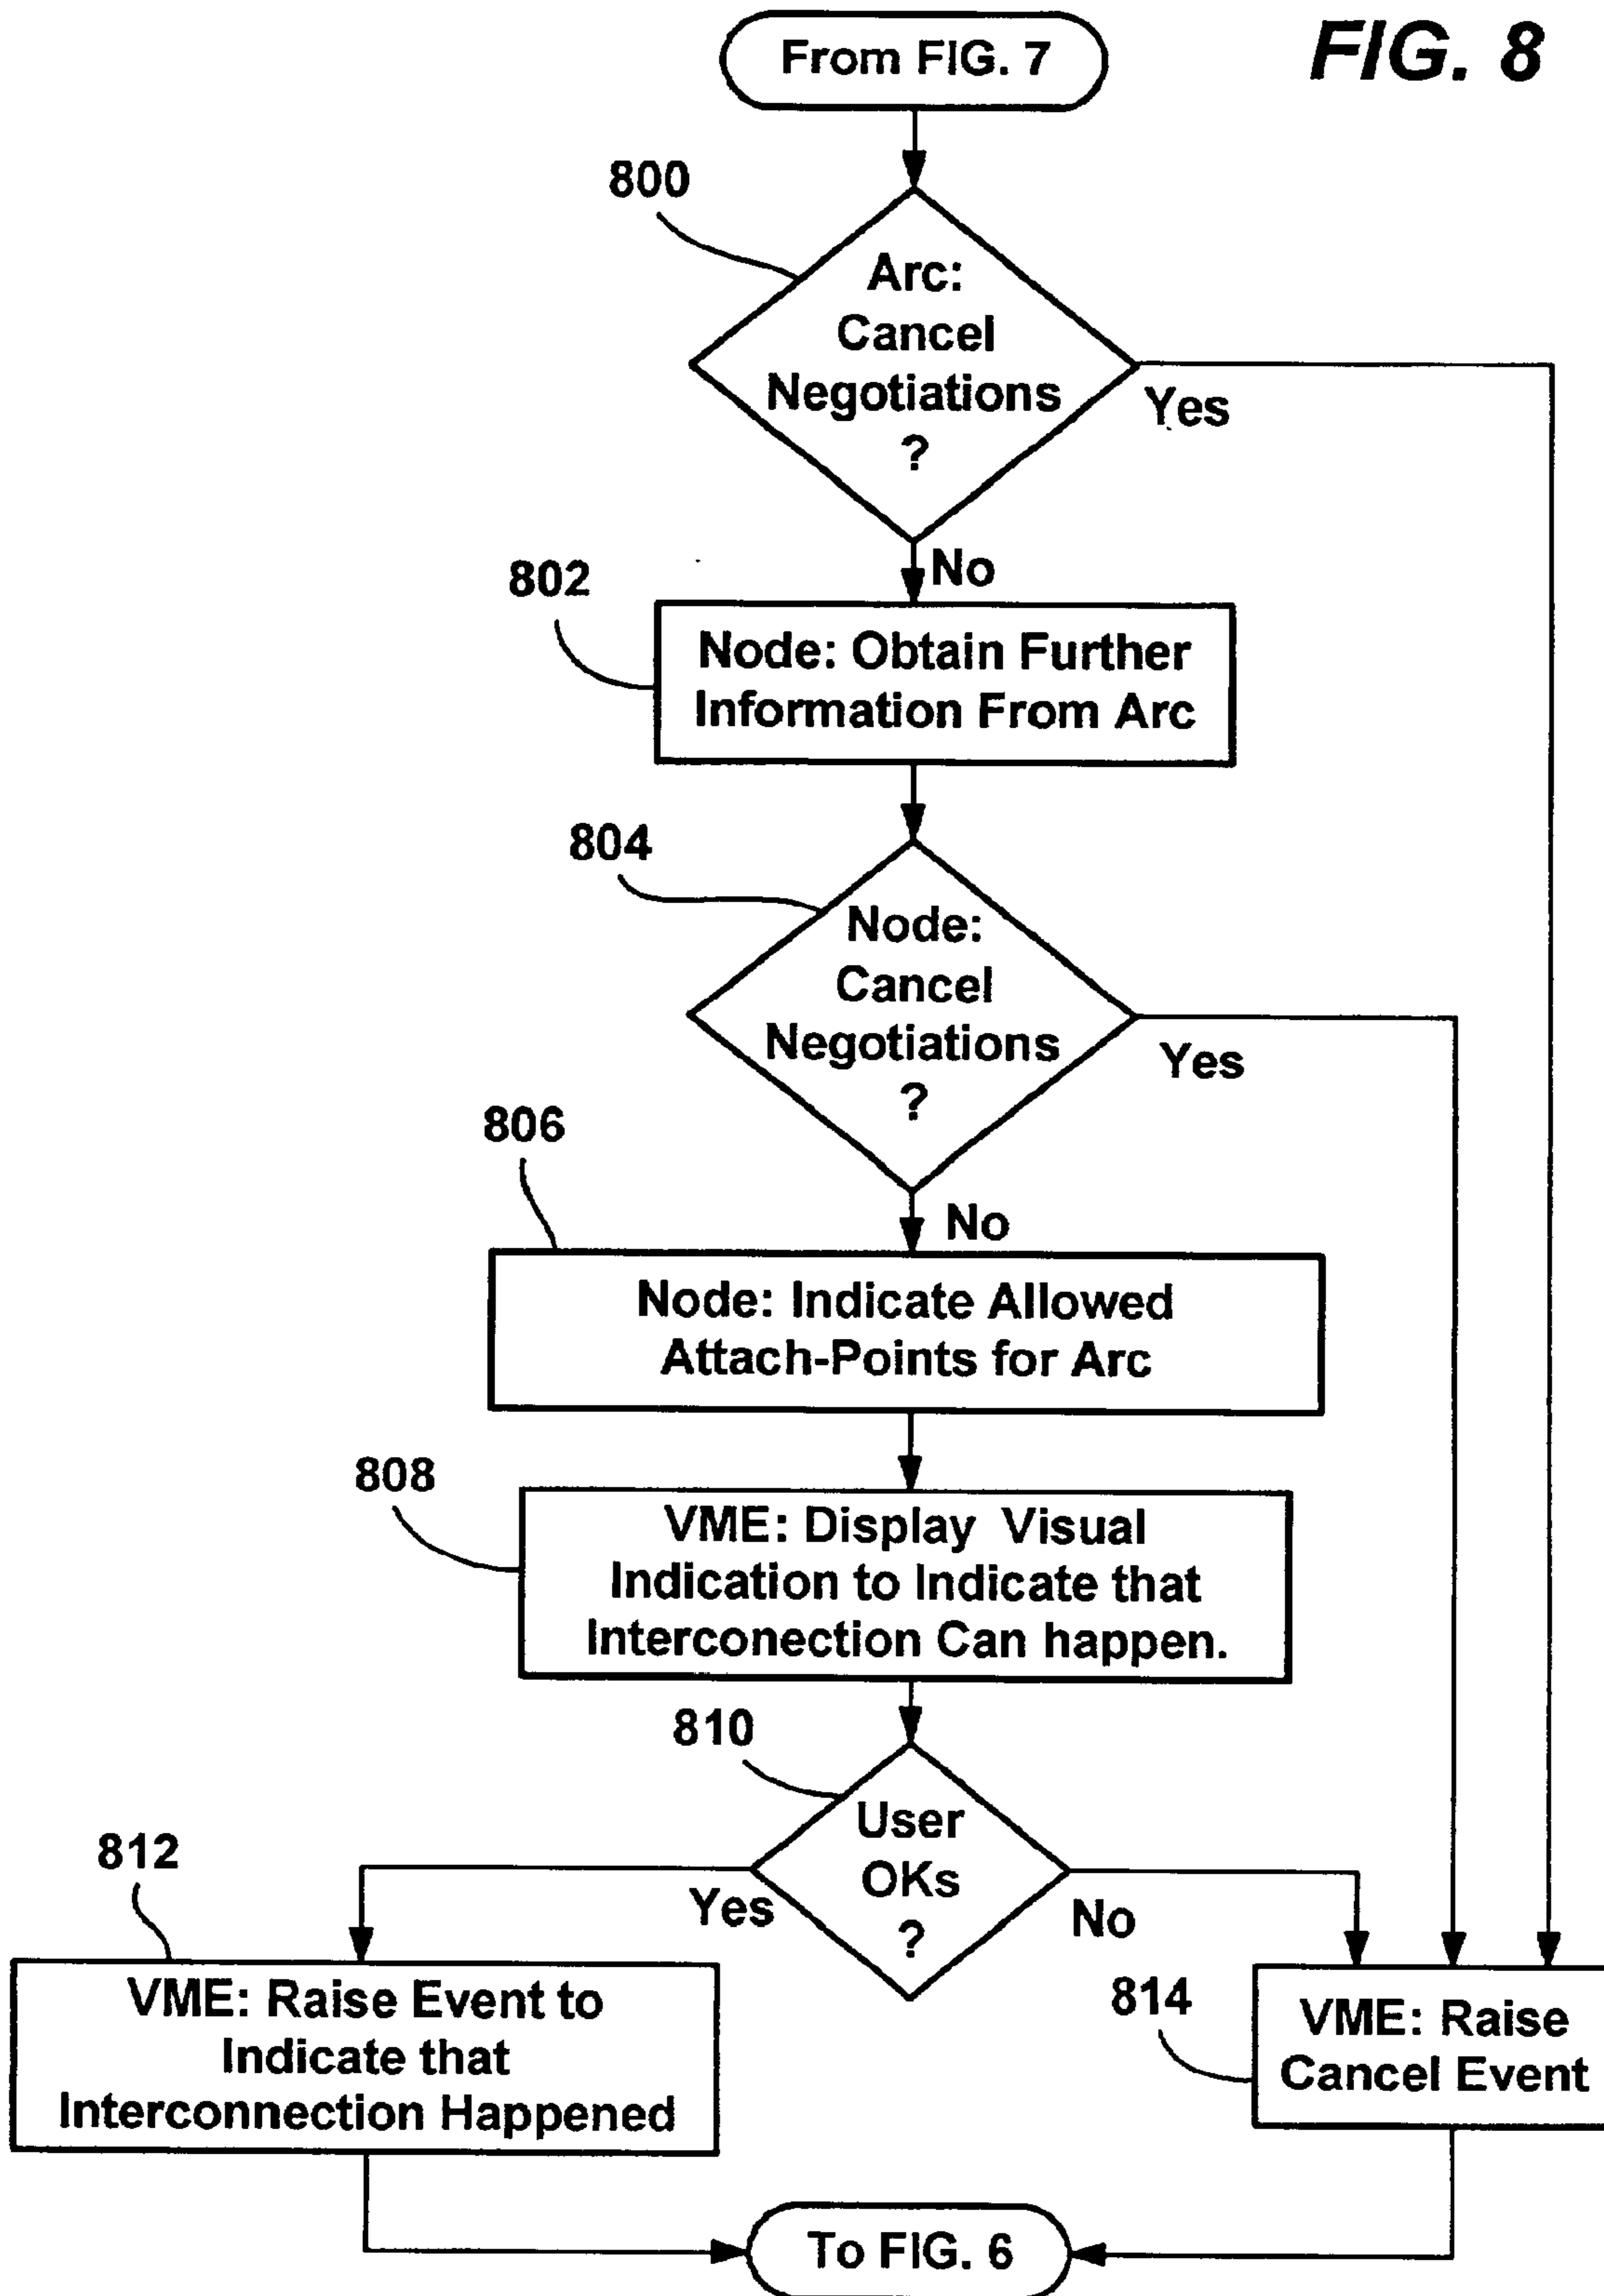 FIG. 8
From FIG. 7
800
Arc:
Cancel
Negotiations
?
Yes
No
802
Node: Obtain Further
Information From Arc
804
Node:
Cancel
Negotiations
?
Yes
No
806
Node: Indicate Allowed
Attach-Points for Arc
808
VME: Display Visual
Indication to Indicate that
Interconection Can happen.
810
User
OKs
?
Yes
No
812
VME: Raise Event to
Indicate that
Interconnection Happened
814
VME: Raise
Cancel Event
To FIG. 6